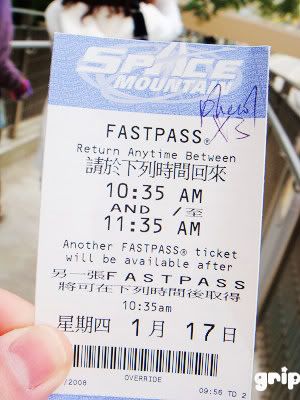 SPACE
MOUNTAIN
FASTPASS®
Return Anytime Between
請於下列時間回來
10:35 AM
AND /至
11:35 AM
Another FASTPASS® ticket
will be available after
另一張FASTPASS
將可在下列時間後取得
10:35am
星期四 1月 17日
/2008 OVERRIDE 09:56 TD 2
grip